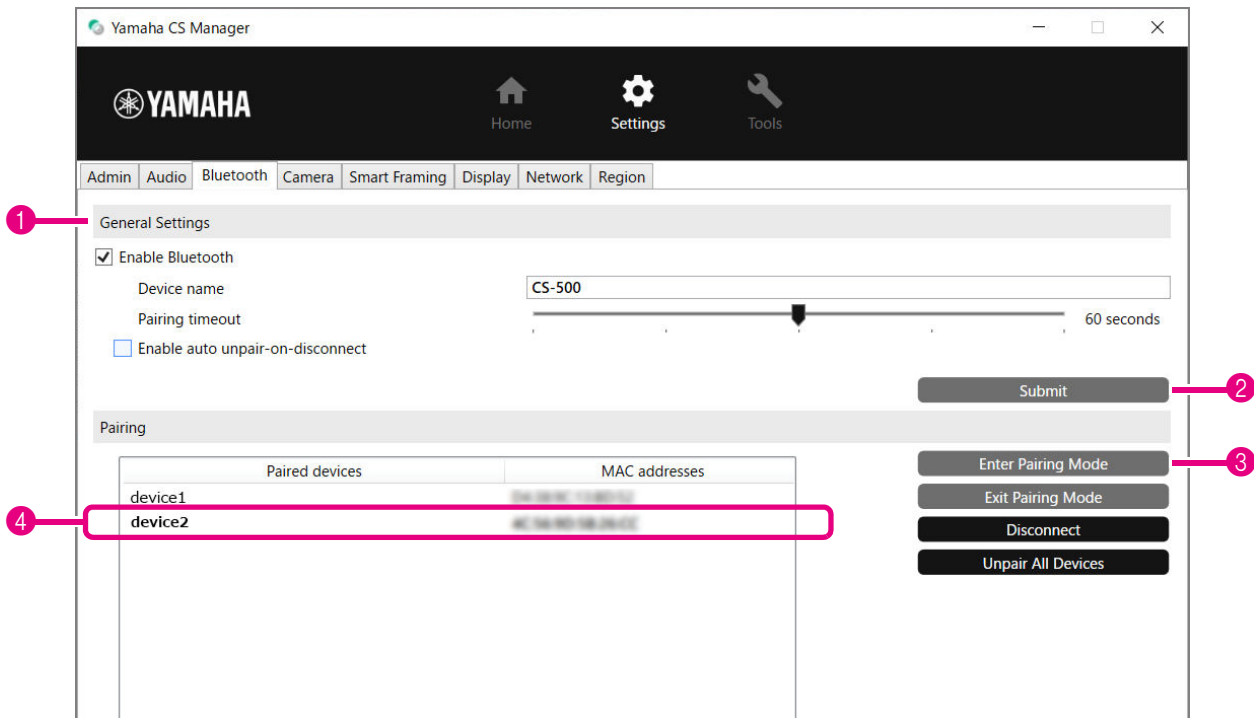 Yamaha CS Manager
YAMAHA
Home Settings Tools
Admin Audio Bluetooth Camera Smart Framing Display Network Region
1 General Settings
Enable Bluetooth
Device name CS-500
Pairing timeout 60 seconds
Enable auto unpair-on-disconnect
Submit 2
Pairing
Paired devices MAC addresses
Enter Pairing Mode 3
device1
Exit Pairing Mode
4 device2
Disconnect
Unpair All Devices